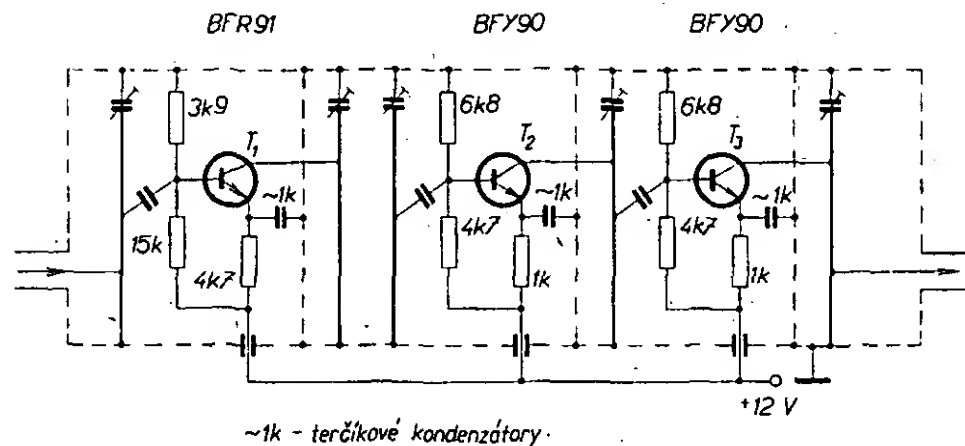 BFR91 BFY90 BFY90
3k9 6k8 6k8
T1 T2 T3
~1k ~1k ~1k
15k 4k7 4k7
4k7 1k 1k
+12 V
~1k - terčíkové kondenzátory.